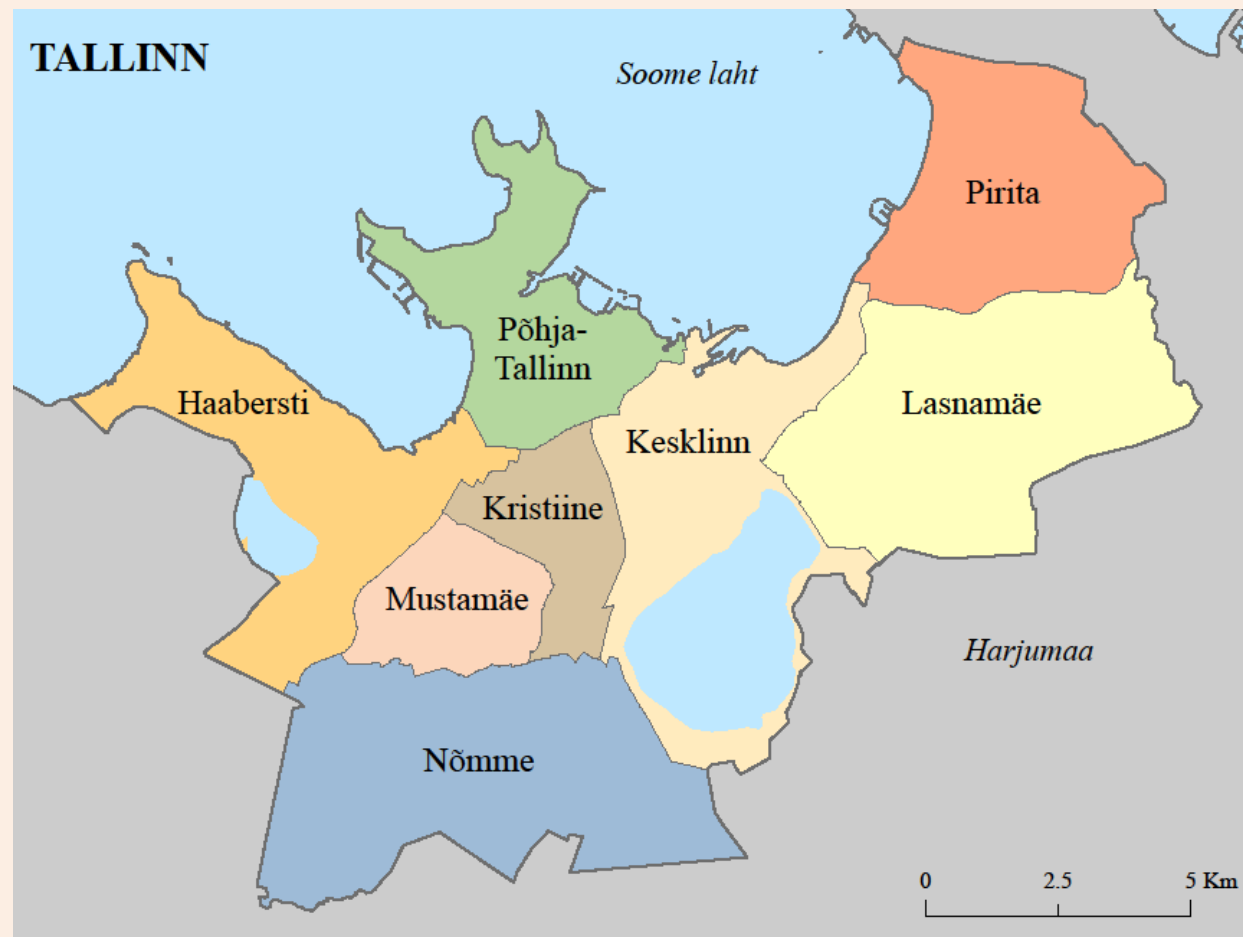 TALLINN
Soome laht
Pirita
Põhja-
Tallinn
Haabersti
Lasnamäe
Kesklinn
Kristiine
Mustamäe
Harjumaa
Nõmme
0 2.5 5 Km